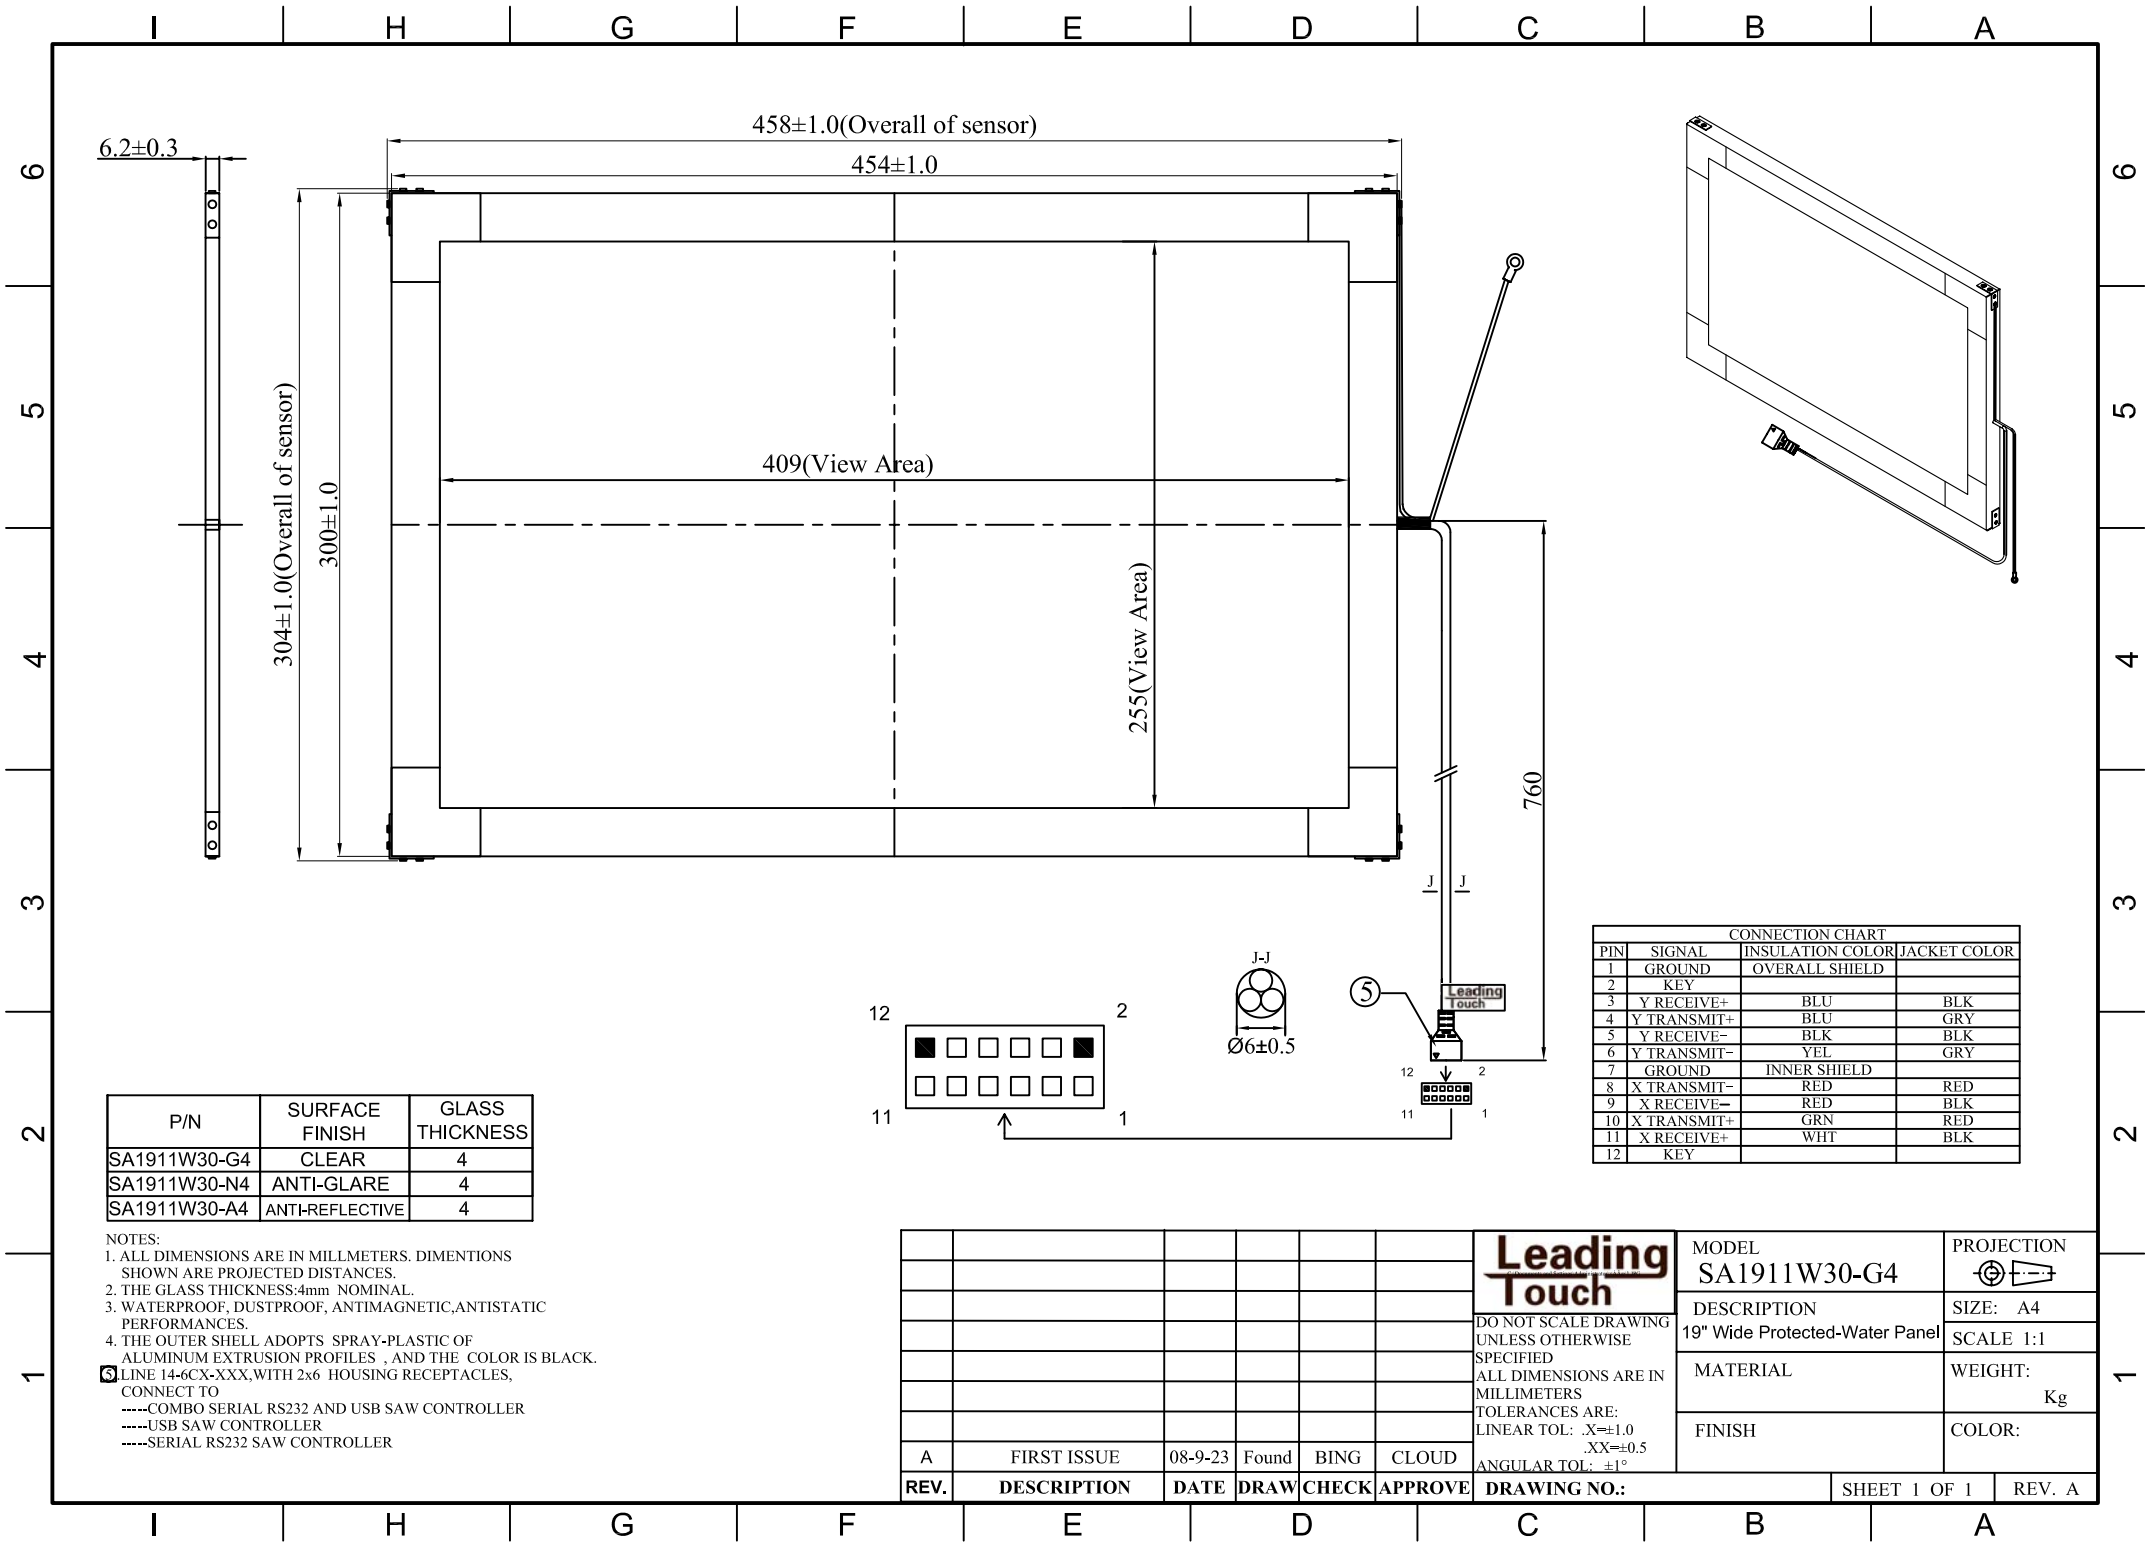 I H G F E D C B A
6 5 4 3 2 1
6 5 4 3 2 1
6.2±0.3
458±1.0(Overall of sensor)
454±1.0
304±1.0(Overall of sensor)
300±1.0
409(View Area)
255(View Area)
760
J J
J-J
Ø6±0.5
5
Leading
Touch
12 2
11 1
12 2
11 1
CONNECTION CHART
PIN SIGNAL INSULATION COLOR JACKET COLOR
1 GROUND OVERALL SHIELD
2 KEY
3 Y RECEIVE+ BLU BLK
4 Y TRANSMIT+ BLU GRY
5 Y RECEIVE- BLK BLK
6 Y TRANSMIT- YEL GRY
7 GROUND INNER SHIELD
8 X TRANSMIT- RED RED
9 X RECEIVE- RED BLK
10 X TRANSMIT+ GRN RED
11 X RECEIVE+ WHT BLK
12 KEY
P/N SURFACE FINISH GLASS THICKNESS
SA1911W30-G4 CLEAR 4
SA1911W30-N4 ANTI-GLARE 4
SA1911W30-A4 ANTI-REFLECTIVE 4
NOTES:
1. ALL DIMENSIONS ARE IN MILLMETERS. DIMENTIONS
SHOWN ARE PROJECTED DISTANCES.
2. THE GLASS THICKNESS:4mm NOMINAL.
3. WATERPROOF, DUSTPROOF, ANTIMAGNETIC,ANTISTATIC
PERFORMANCES.
4. THE OUTER SHELL ADOPTS SPRAY-PLASTIC OF
ALUMINUM EXTRUSION PROFILES , AND THE COLOR IS BLACK.
5.LINE 14-6CX-XXX,WITH 2x6 HOUSING RECEPTACLES,
CONNECT TO
----COMBO SERIAL RS232 AND USB SAW CONTROLLER
----USB SAW CONTROLLER
----SERIAL RS232 SAW CONTROLLER
A FIRST ISSUE 08-9-23 Found BING CLOUD
REV. DESCRIPTION DATE DRAW CHECK APPROVE
Leading
Touch
DO NOT SCALE DRAWING
UNLESS OTHERWISE
SPECIFIED
ALL DIMENSIONS ARE IN
MILLIMETERS
TOLERANCES ARE:
LINEAR TOL: .X=±1.0
.XX=±0.5
ANGULAR TOL: ±1°
DRAWING NO.:
MODEL
SA1911W30-G4
DESCRIPTION
19" Wide Protected-Water Panel
MATERIAL
FINISH
PROJECTION
SIZE: A4
SCALE 1:1
WEIGHT:
Kg
COLOR:
SHEET 1 OF 1
REV. A
I H G F E D C B A